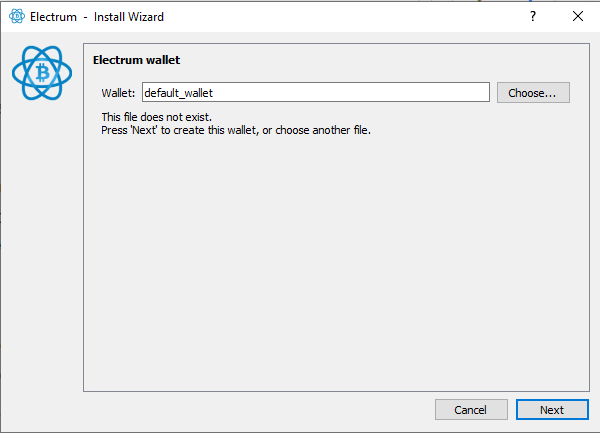 Electrum - Install Wizard
?
Electrum wallet
Wallet: default_wallet Choose...
This file does not exist.
Press 'Next' to create this wallet, or choose another file.
Cancel Next